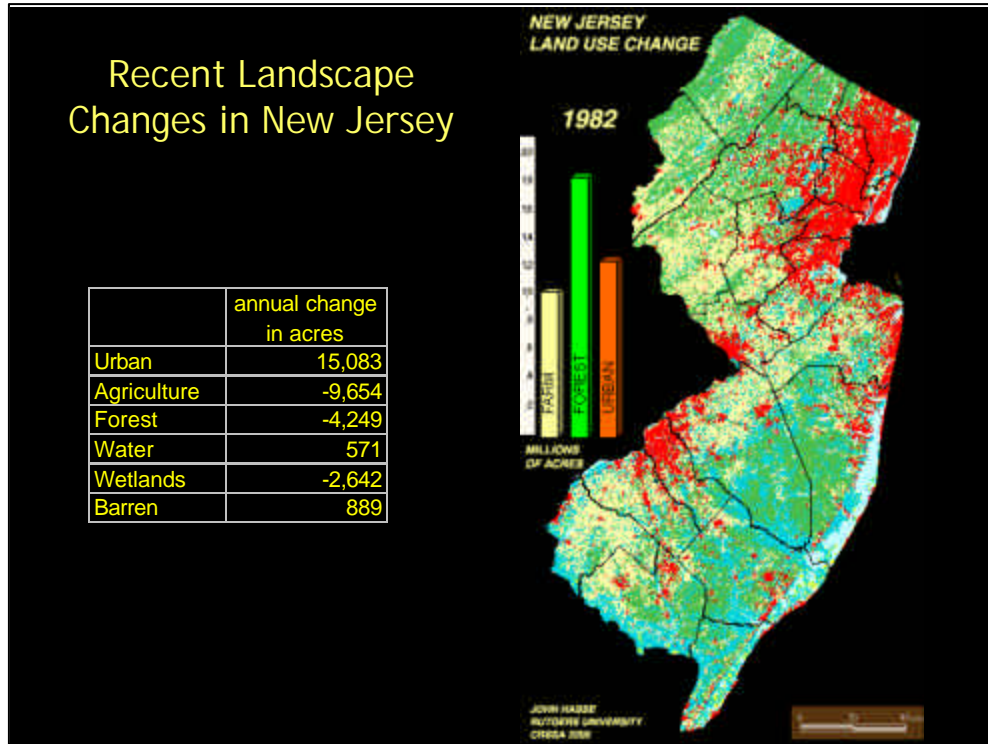 Recent Landscape
Changes in New Jersey
annual change
in acres
Urban 15,083
Agriculture -9,654
Forest -4,249
Water 571
Wetlands -2,642
Barren 889
NEW JERSEY
LAND USE CHANGE
1982
FARM
FOREST
URBAN
MILLIONS
OF ACRES
JOHN HASSE
RUTGERS UNIVERSITY